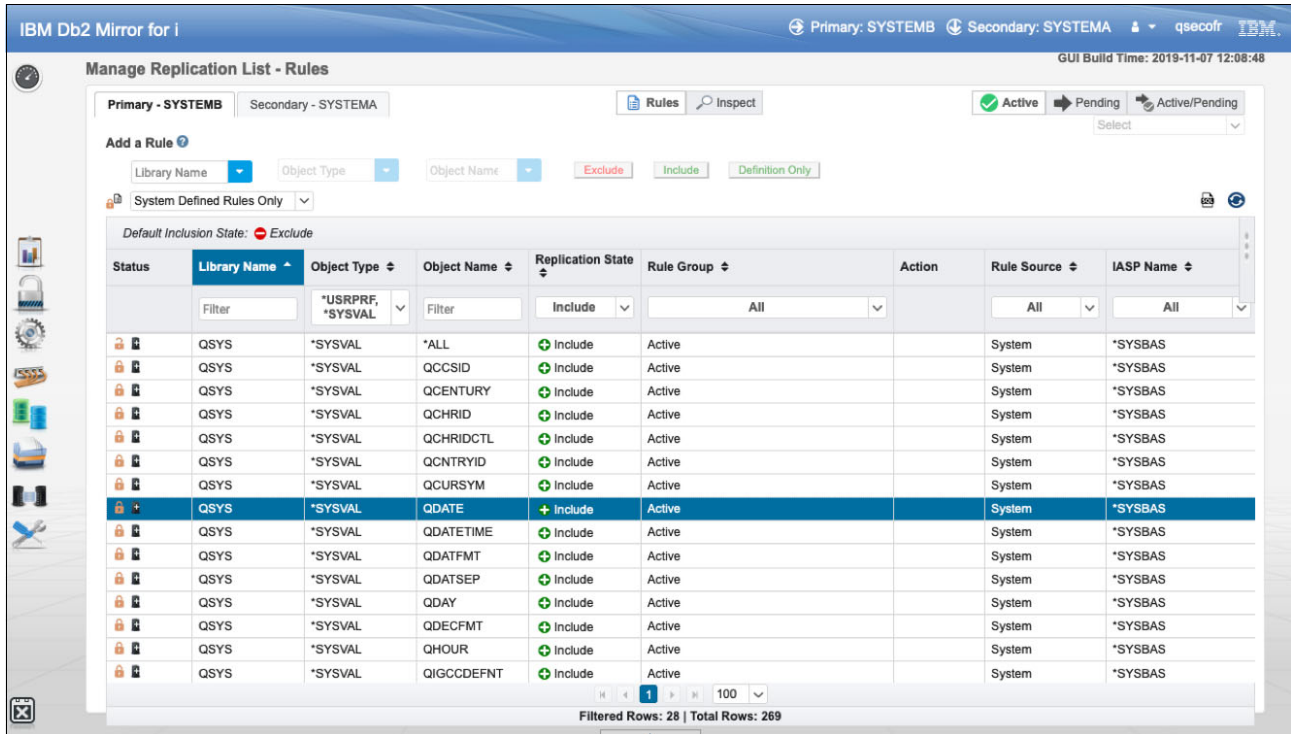 IBM Db2 Mirror for i
Primary: SYSTEMB Secondary: SYSTEMA qsecofr IBM.
Manage Replication List - Rules
GUI Build Time: 2019-11-07 12:08:48
Primary - SYSTEMB Secondary - SYSTEMA Rules Inspect Active Pending Active/Pending
Select
Add a Rule
Library Name Object Type Object Name Exclude Include Definition Only
System Defined Rules Only
Default Inclusion State: Exclude
Status Library Name Object Type Object Name Replication State Rule Group Action Rule Source IASP Name
Filter *USRPRF, *SYSVAL Filter Include All All All
QSYS *SYSVAL *ALL Include Active System *SYSBAS
QSYS *SYSVAL QCCSID Include Active System *SYSBAS
QSYS *SYSVAL QCENTURY Include Active System *SYSBAS
QSYS *SYSVAL QCHRID Include Active System *SYSBAS
QSYS *SYSVAL QCHRIDCTL Include Active System *SYSBAS
QSYS *SYSVAL QCNTRYID Include Active System *SYSBAS
QSYS *SYSVAL QCURSYM Include Active System *SYSBAS
QSYS *SYSVAL QDATE Include Active System *SYSBAS
QSYS *SYSVAL QDATETIME Include Active System *SYSBAS
QSYS *SYSVAL QDATFMT Include Active System *SYSBAS
QSYS *SYSVAL QDATSEP Include Active System *SYSBAS
QSYS *SYSVAL QDAY Include Active System *SYSBAS
QSYS *SYSVAL QDECFMT Include Active System *SYSBAS
QSYS *SYSVAL QHOUR Include Active System *SYSBAS
QSYS *SYSVAL QIGCCDEFNT Include Active System *SYSBAS
1 100
Filtered Rows: 28 | Total Rows: 269